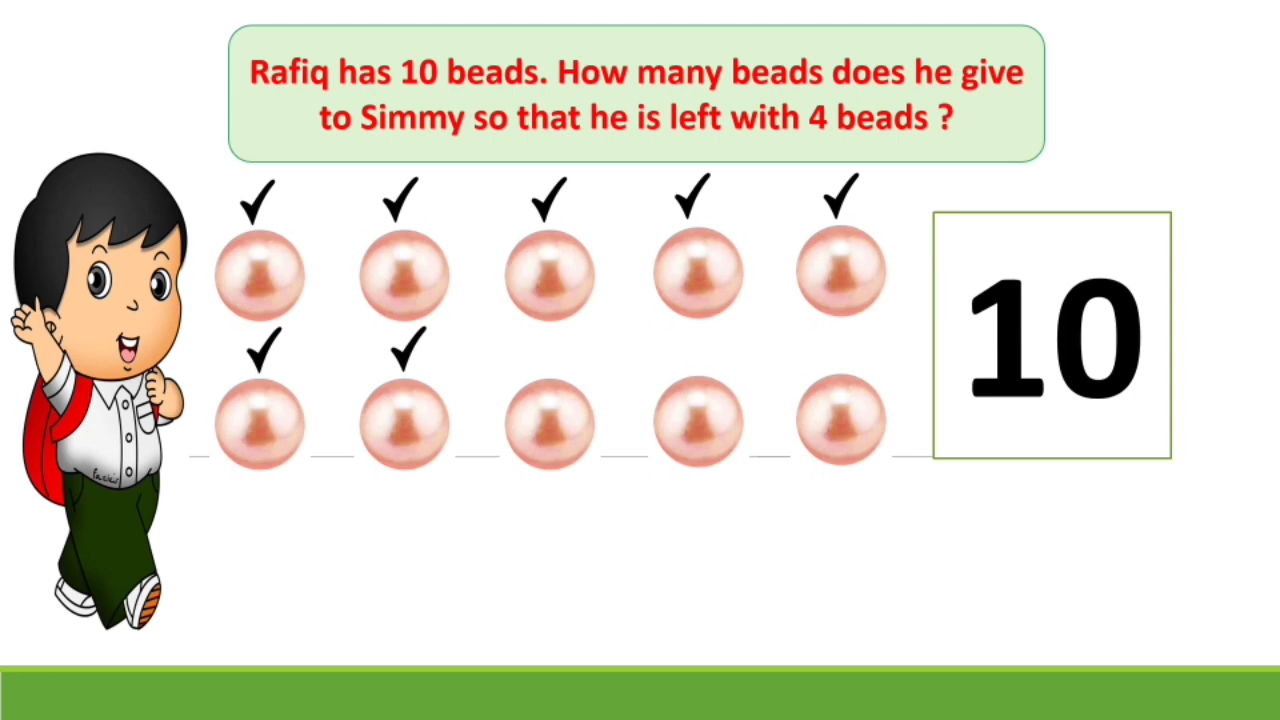 Rafiq has 10 beads. How many beads does he give
to Simmy so that he is left with 4 beads ?
10